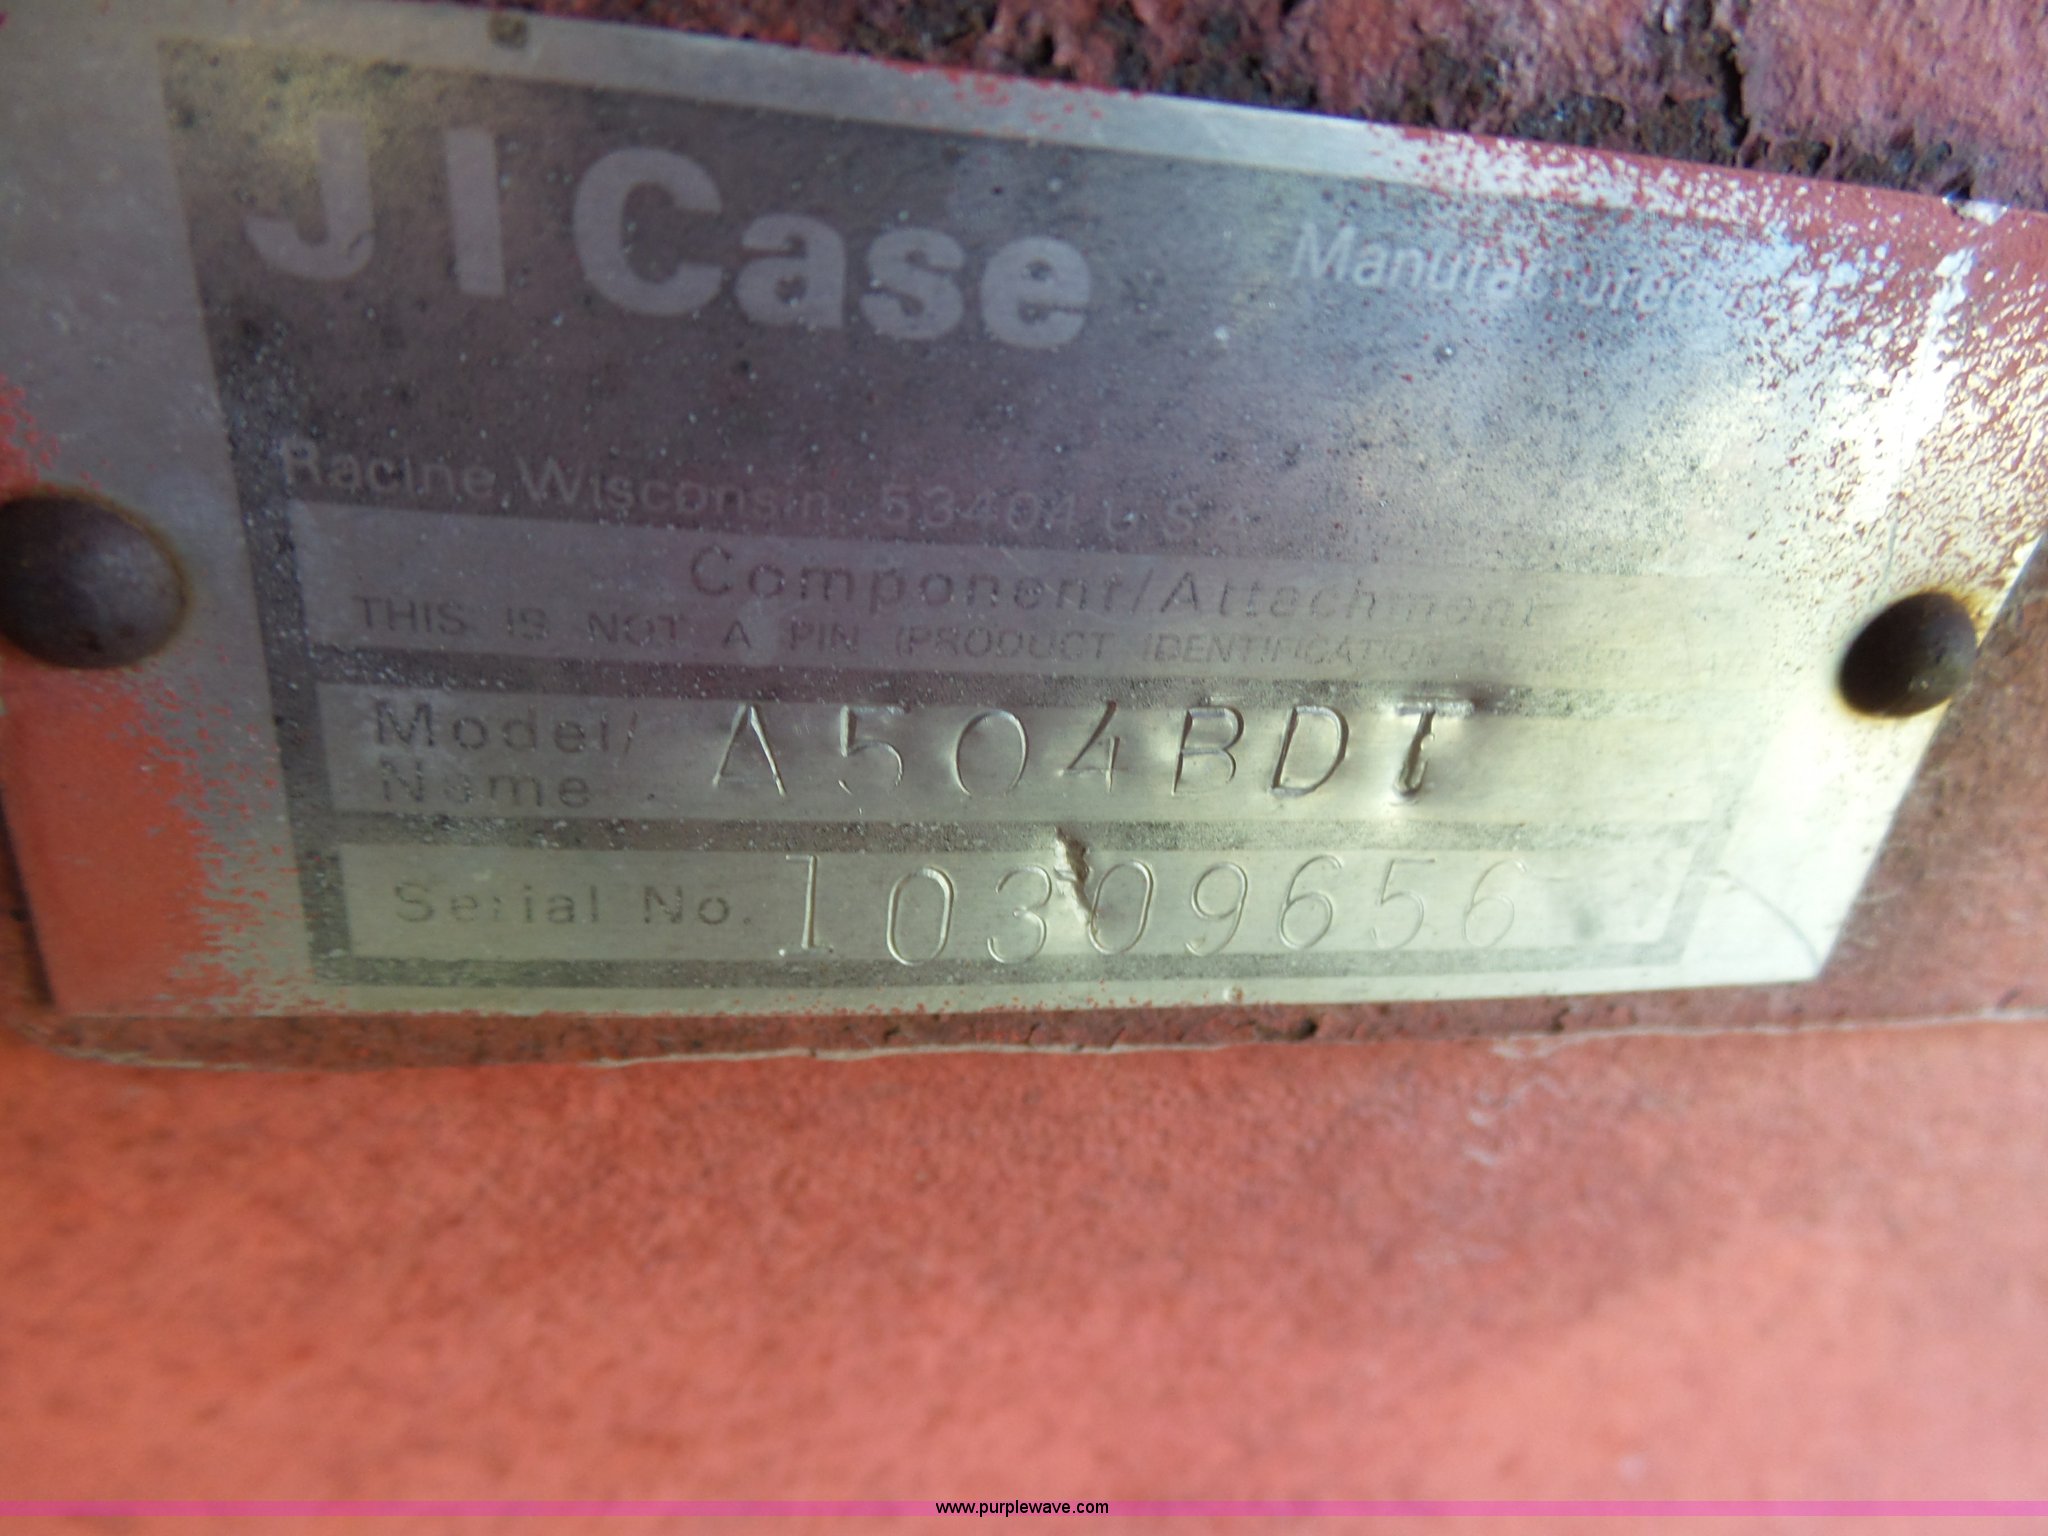 J I Case
Racine Wisconsin 53404 U S A
Component/Attachment
THIS IS NOT A PIN (PRODUCT IDENTIFICATION NUMBER
Model/ A504BDT
Name
Serial No. 10309656
www.purplewave.com